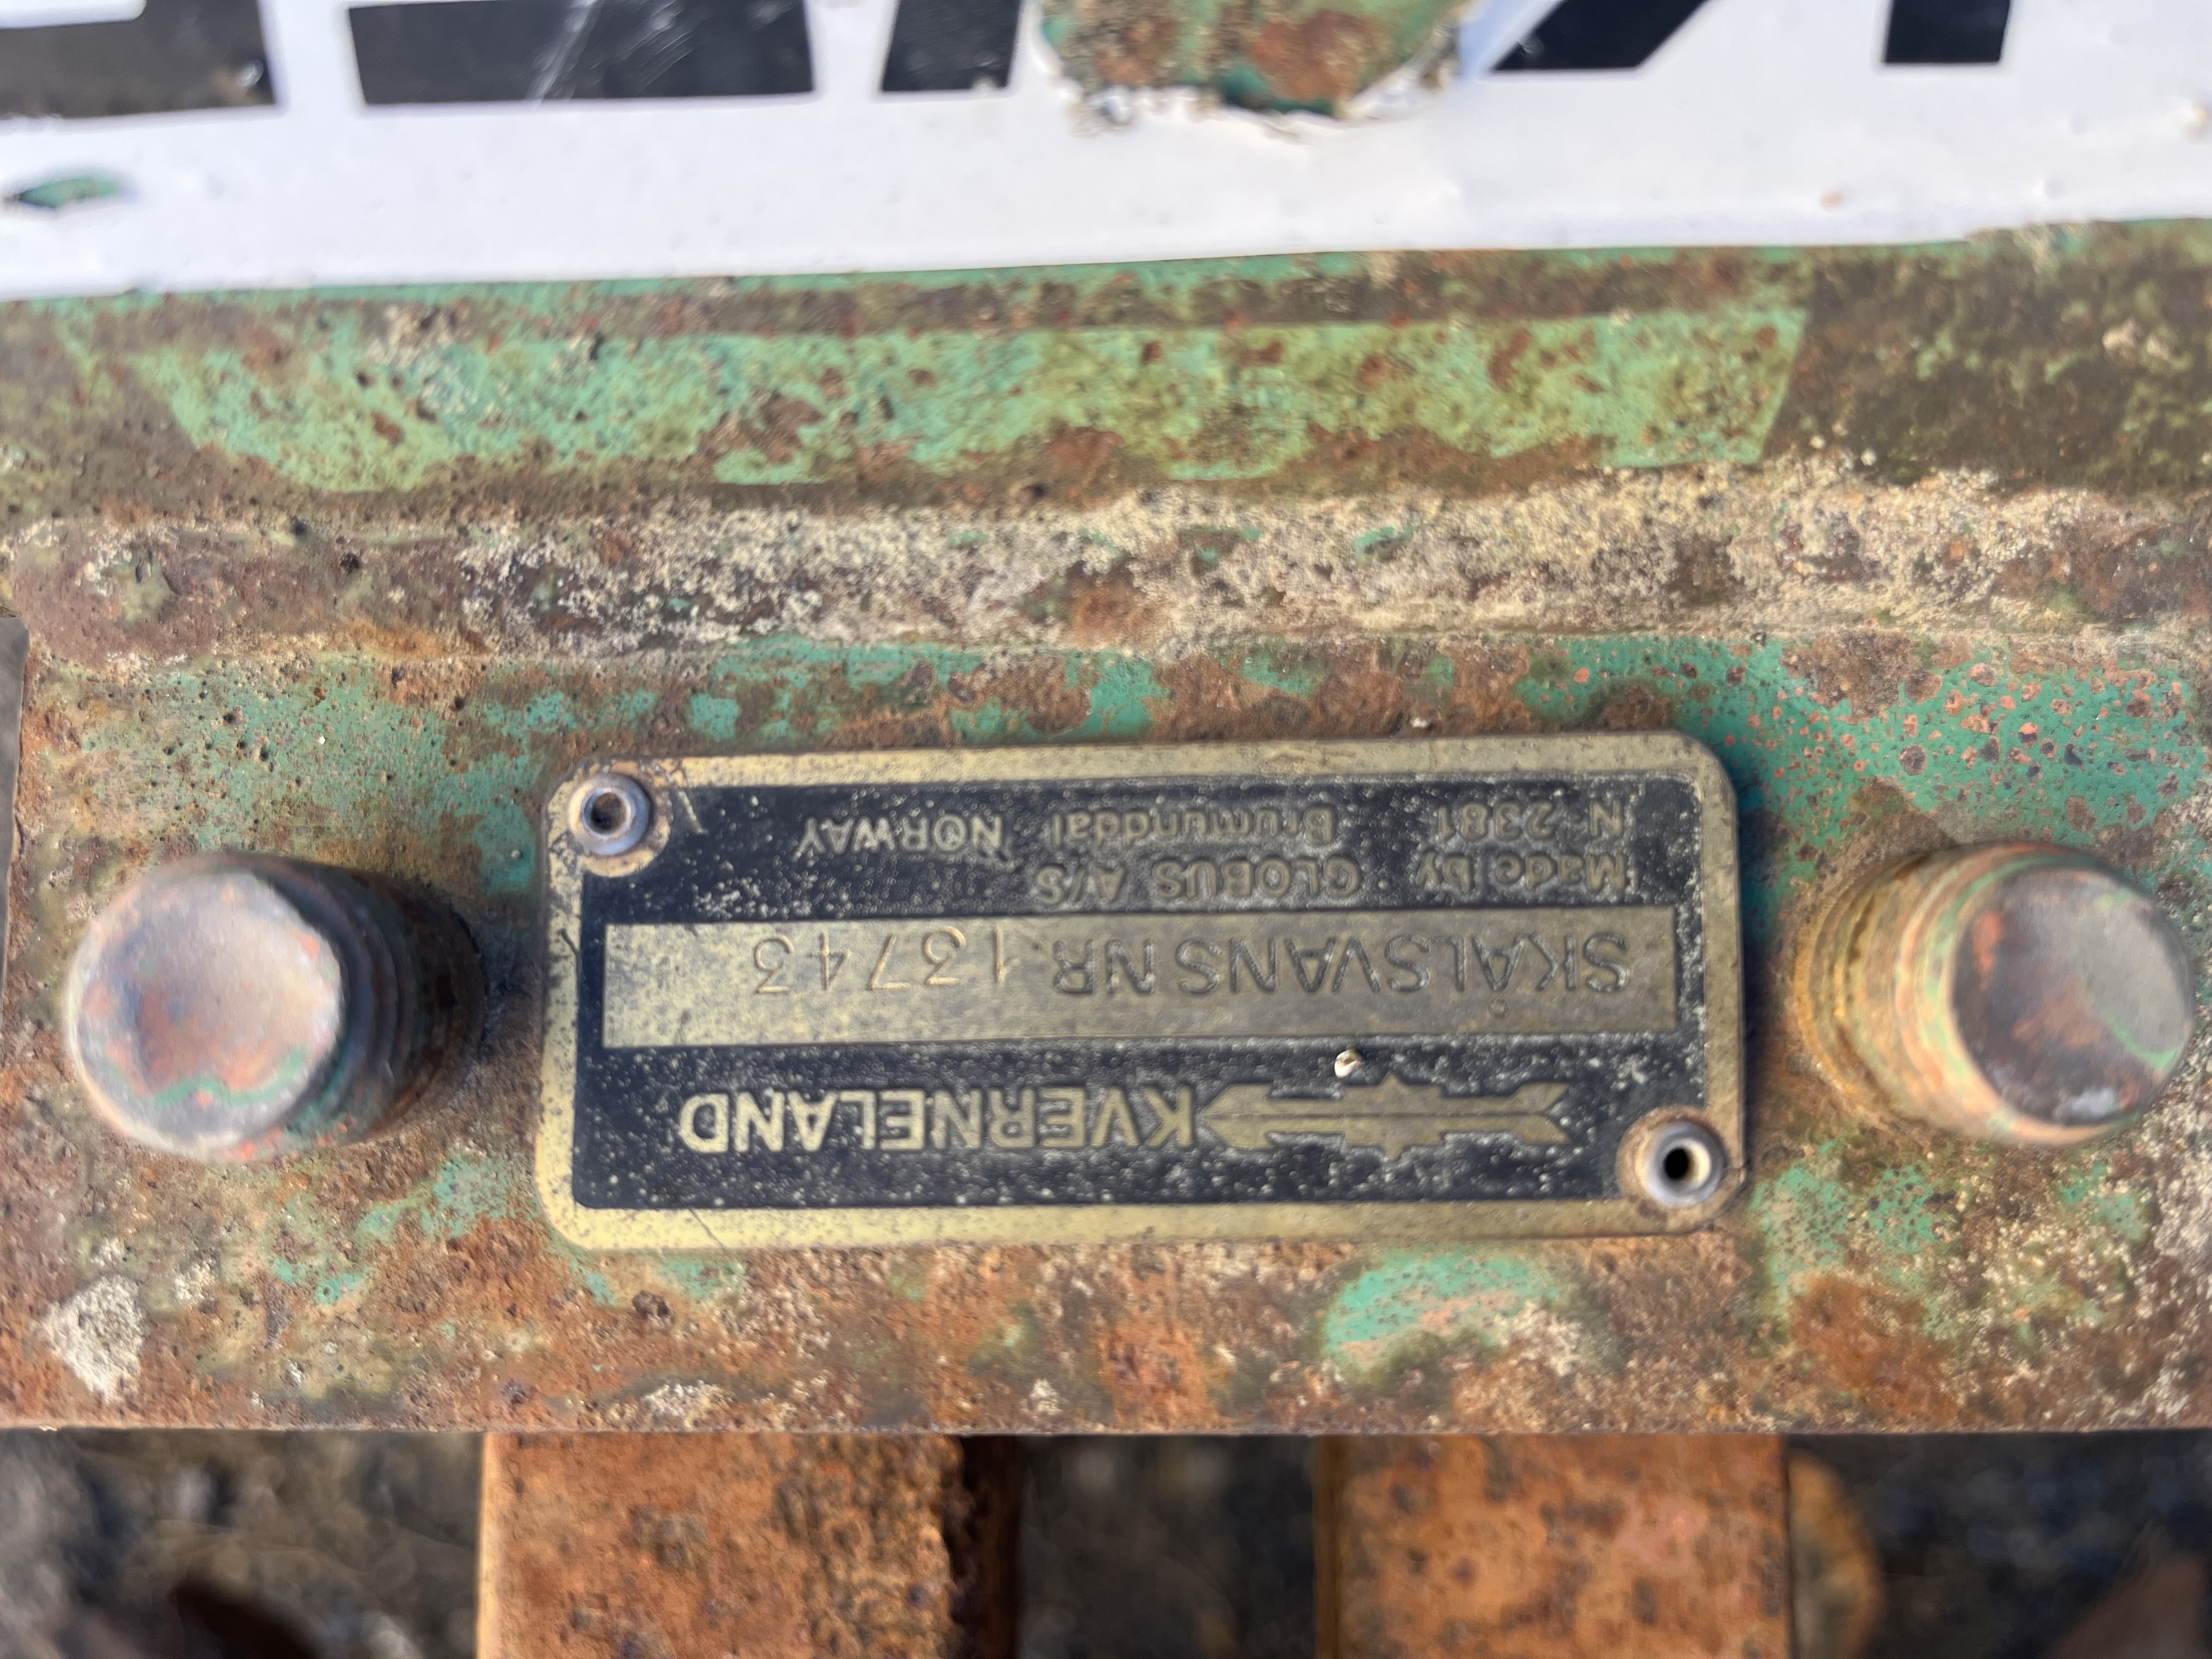 KVERNELAND
SKÅLSVANS NR. 13743
Made by GLOBUS A/S
N 2381 Brumunddal NORWAY